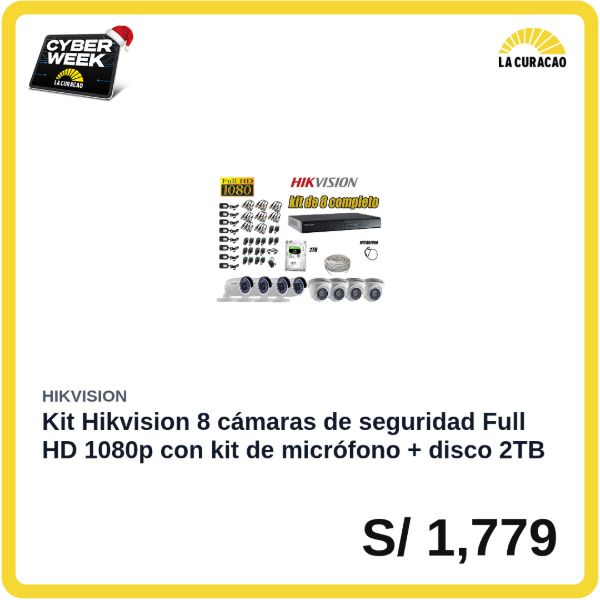 CYBER
WEEK
LA CURACAO
LA CURACAO
Full HD
1080
HIKVISION
kit de 8 completo
2TB
HIKVISION
Kit Hikvision 8 cámaras de seguridad Full
HD 1080p con kit de micrófono + disco 2TB
S/ 1,779